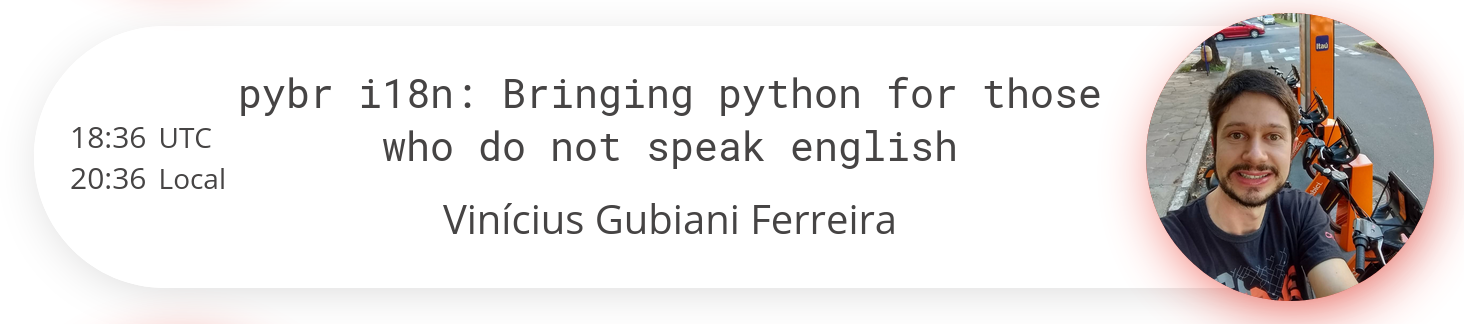 pybr i18n: Bringing python for those
who do not speak english
18:36 UTC
20:36 Local
Vinícius Gubiani Ferreira
Itaú